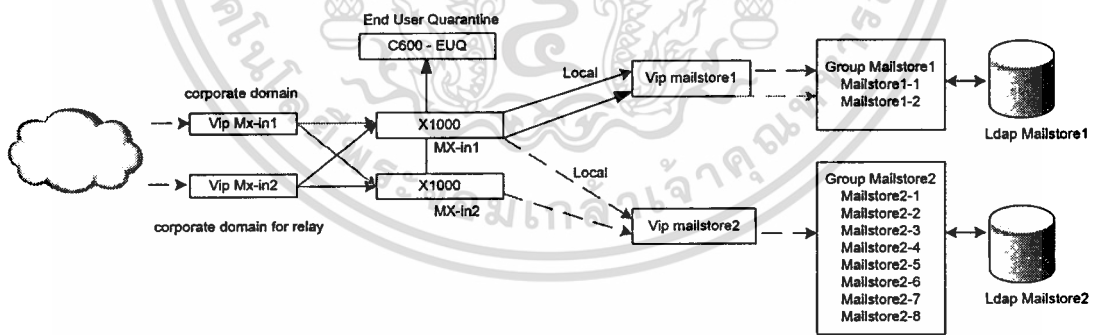 End User Quarantine
C600 - EUQ
corporate domain
Vip Mx-in1
X1000
MX-in1
Vip Mx-in2
X1000
MX-in2
corporate domain for relay
Local
Vip mailstore1
Local
Vip mailstore2
Group Mailstore1
Mailstore1-1
Mailstore1-2
Ldap Mailstore1
Group Mailstore2
Mailstore2-1
Mailstore2-2
Mailstore2-3
Mailstore2-4
Mailstore2-5
Mailstore2-6
Mailstore2-7
Mailstore2-8
Ldap Mailstore2